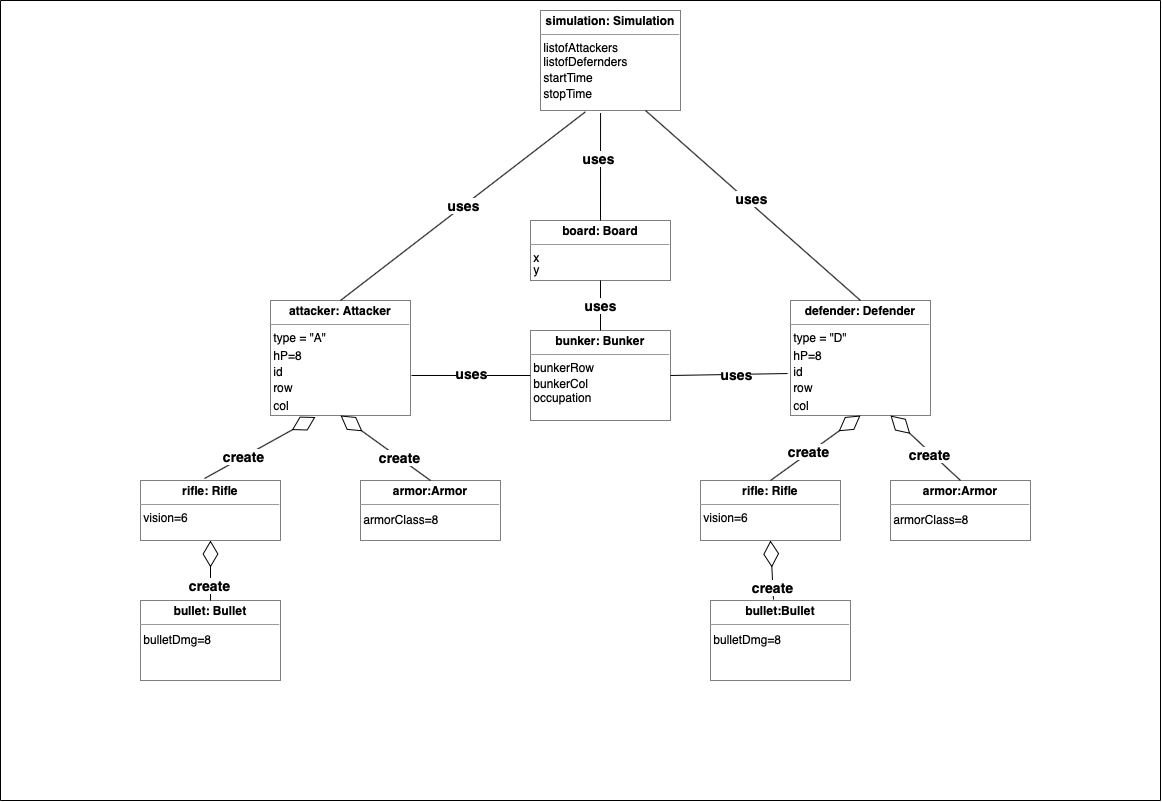 simulation: Simulation
listofAttackers
listofDefernders
startTime
stopTime
uses
uses
uses
board: Board
x
y
uses
attacker: Attacker
type = "A"
hP=8
id
row
col
bunker: Bunker
bunkerRow
bunkerCol
occupation
defender: Defender
type = "D"
hP=8
id
row
col
uses
uses
create
create
create
create
rifle: Rifle
vision=6
armor:Armor
armorClass=8
rifle: Rifle
vision=6
armor:Armor
armorClass=8
create
create
bullet: Bullet
bulletDmg=8
bullet:Bullet
bulletDmg=8